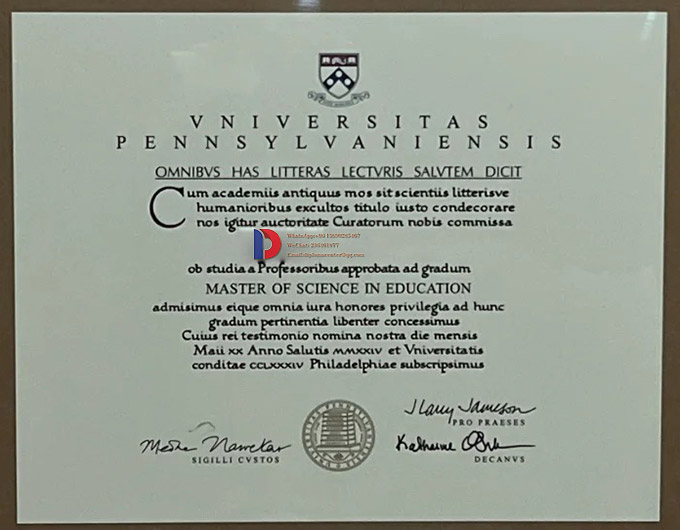 VNIVERSITAS
PENNSYLVANIENSIS
OMNIBVS HAS LITTERAS LECTVRIS SALVTEM DICIT
Cum academiis antiquus mos sit scientiis litterisve
humanioribus excultos titulo iusto condecorare
nos igitur auctoritate Curatorum nobis commissa
ob studia a Professoribus approbata ad gradum
MASTER OF SCIENCE IN EDUCATION
admisimus eique omnia iura honores privilegia ad hunc
gradum pertinentia libenter concessimus
Cuius rei testimonio nomina nostra die mensis
Maii XX Anno Salutis MMXXIV et Vniversitatis
conditae CCLXXXIV Philadelphiae subscripsimus
J Larry Jameson
PRO PRAESES
SIGILLI CVSTOS
DECANVS